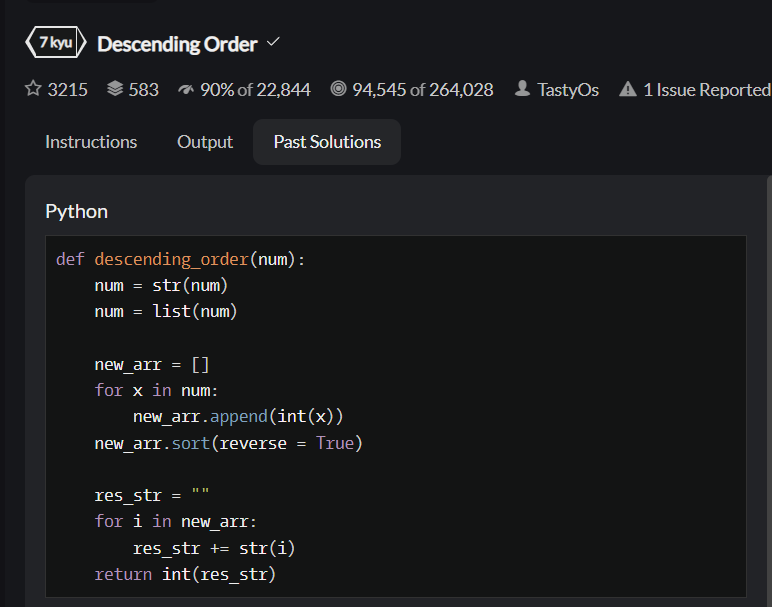 7 kyu Descending Order
3215 583 90% of 22,844 94,545 of 264,028 TastyOs 1 Issue Reported
Instructions Output Past Solutions
Python
def descending_order(num):
    num = str(num)
    num = list(num)
    new_arr = []
    for x in num:
        new_arr.append(int(x))
    new_arr.sort(reverse = True)
    res_str = ""
    for i in new_arr:
        res_str += str(i)
    return int(res_str)